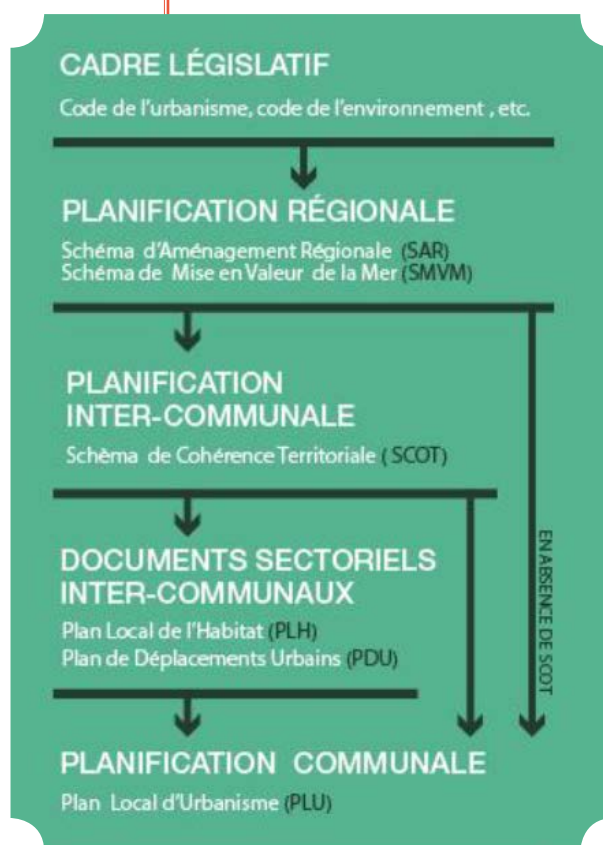 CADRE LÉGISLATIF
Code de l'urbanisme, code de l'environnement , etc.
PLANIFICATION RÉGIONALE
Schéma d'Aménagement Régionale (SAR)
Schéma de Mise en Valeur de la Mer (SMVM)
PLANIFICATION
INTER-COMMUNALE
Schèma de Cohérence Territoriale ( SCOT)
DOCUMENTS SECTORIELS
INTER-COMMUNAUX
Plan Local de l'Habitat (PLH)
Plan de Déplacements Urbains (PDU)
EN ABSENCE DE SCOT
PLANIFICATION COMMUNALE
Plan Local d'Urbanisme (PLU)